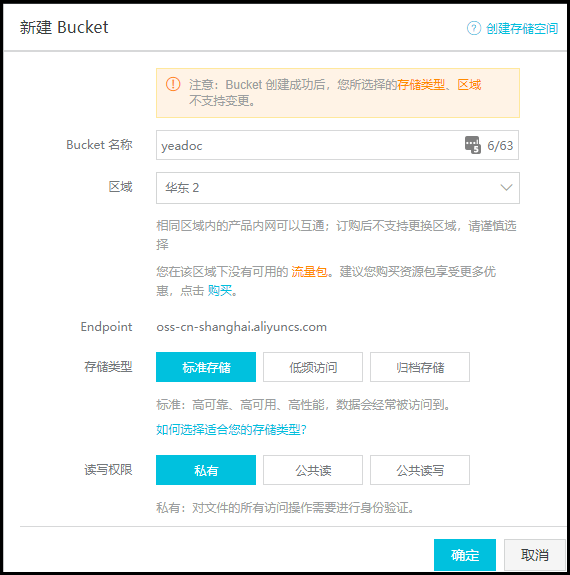 新建 Bucket
创建存储空间
注意：Bucket 创建成功后，您所选择的存储类型、区域
不支持变更。
Bucket 名称
yeadoc
6/63
区域
华东 2
相同区域内的产品内网可以互通；订购后不支持更换区域，请谨慎选
择
您在该区域下没有可用的 流量包。建议您购买资源包享受更多优
惠，点击 购买。
Endpoint
oss-cn-shanghai.aliyuncs.com
存储类型
标准存储
低频访问
归档存储
标准：高可靠、高可用、高性能，数据会经常被访问到。
如何选择适合您的存储类型？
读写权限
私有
公共读
公共读写
私有：对文件的所有访问操作需要进行身份验证。
确定
取消